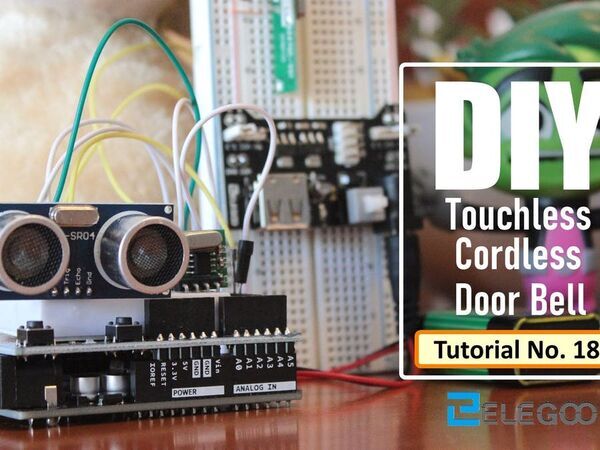 DIY
Touchless
Cordless
Door Bell
Tutorial No. 18
ELEGOO
-SR04
Trig
Echo
Gnd
IOREF
RESET
3.3V
5V
GND
GND
Vin
A0
A1
A2
A3
A4
A5
POWER
ANALOG IN